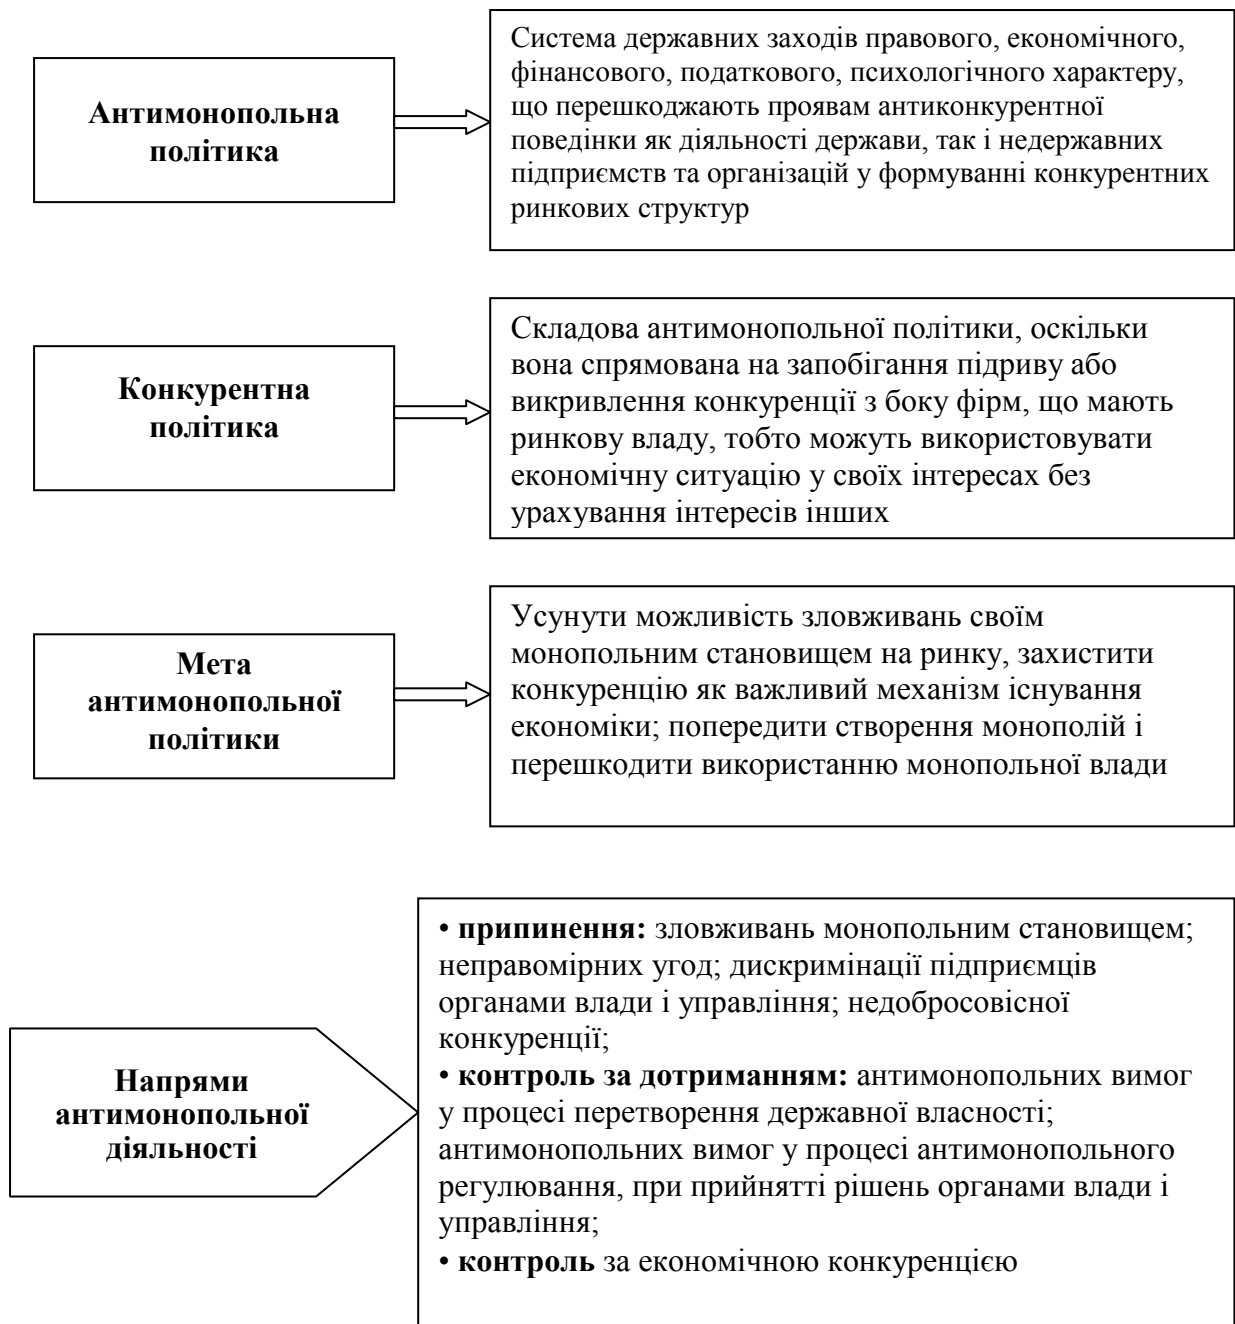 Антимонопольна
політика
Система державних заходів правового, економічного,
фінансового, податкового, психологічного характеру,
що перешкоджають проявам антиконкурентної
поведінки як діяльності держави, так і недержавних
підприємств та організацій у формуванні конкурентних
ринкових структур
Конкурентна
політика
Складова антимонопольної політики, оскільки
вона спрямована на запобігання підриву або
викривлення конкуренції з боку фірм, що мають
ринкову владу, тобто можуть використовувати
економічну ситуацію у своїх інтересах без
урахування інтересів інших
Мета
антимонопольної
політики
Усунути можливість зловживань своїм
монопольним становищем на ринку, захистити
конкуренцію як важливий механізм існування
економіки; попередити створення монополій і
перешкодити використанню монопольної влади
Напрями
антимонопольної
діяльності
• припинення: зловживань монопольним становищем;
неправомірних угод; дискримінації підприємців
органами влади і управління; недобросовісної
конкуренції;
• контроль за дотриманням: антимонопольних вимог
у процесі перетворення державної власності;
антимонопольних вимог у процесі антимонопольного
регулювання, при прийнятті рішень органами влади і
управління;
• контроль за економічною конкуренцією